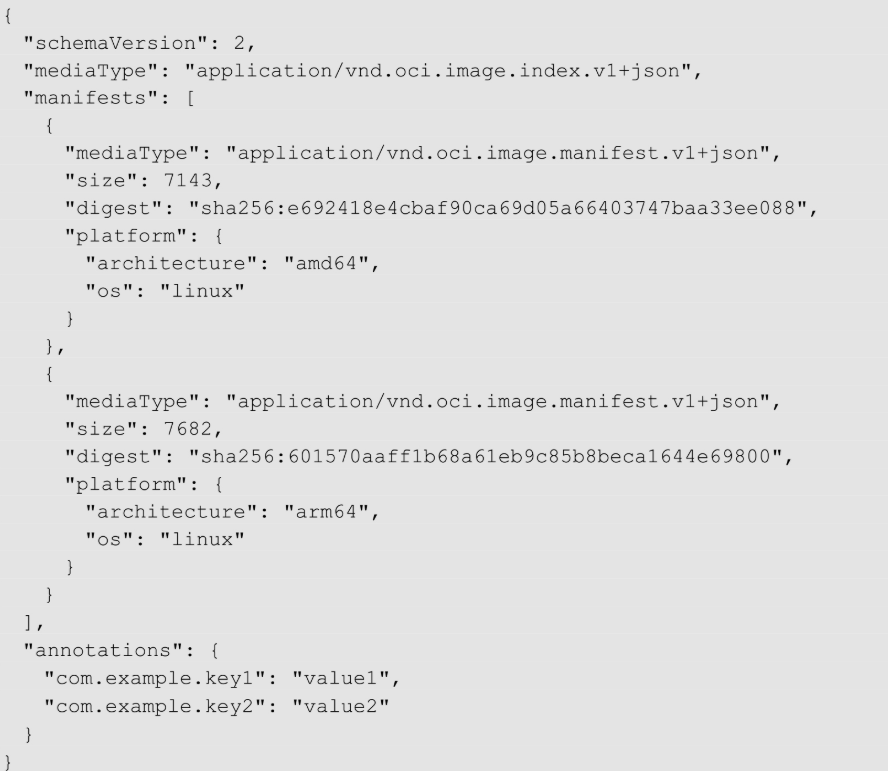 {
  "schemaVersion": 2,
  "mediaType": "application/vnd.oci.image.index.v1+json",
  "manifests": [
    {
      "mediaType": "application/vnd.oci.image.manifest.v1+json",
      "size": 7143,
      "digest": "sha256:e692418e4cbaf90ca69d05a66403747baa33ee088",
      "platform": {
        "architecture": "amd64",
        "os": "linux"
      }
    },
    {
      "mediaType": "application/vnd.oci.image.manifest.v1+json",
      "size": 7682,
      "digest": "sha256:601570aaff1b68a61eb9c85b8beca1644e69800",
      "platform": {
        "architecture": "arm64",
        "os": "linux"
      }
    }
  ],
  "annotations": {
    "com.example.key1": "value1",
    "com.example.key2": "value2"
  }
}